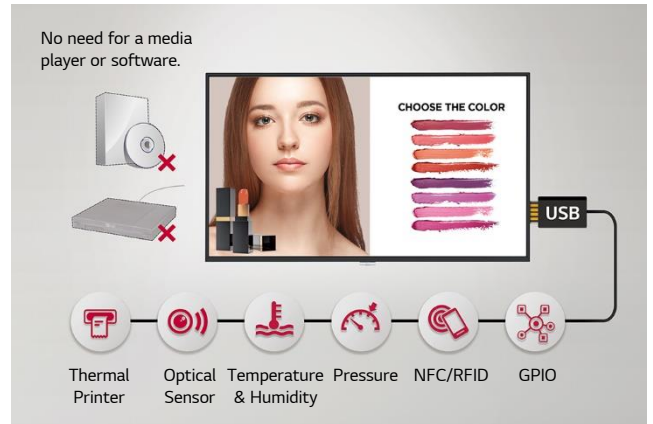 No need for a media
player or software.
CHOOSE THE COLOR
USB
Thermal
Printer
Optical
Sensor
Temperature
& Humidity
Pressure
NFC/RFID
GPIO